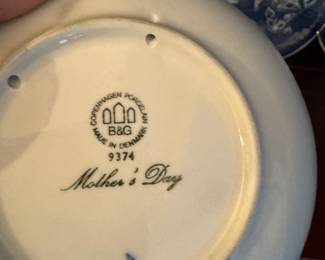 COPENHAGEN PORCELAIN
B&G
MADE IN DENMARK
9374
Mother's Day